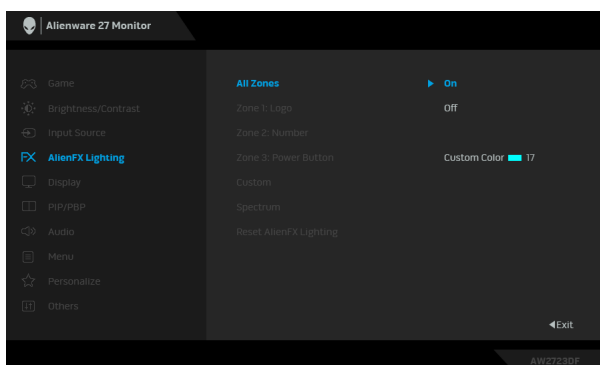 Alienware 27 Monitor
Game
All Zones
On
Brightness/Contrast
Zone 1: Logo
Off
Input Source
Zone 2: Number
AlienFX Lighting
Zone 3: Power Button
Custom Color 17
Display
Custom
PIP/PBP
Spectrum
Audio
Reset AlienFX Lighting
Menu
Personalize
Others
Exit
AW2723DF